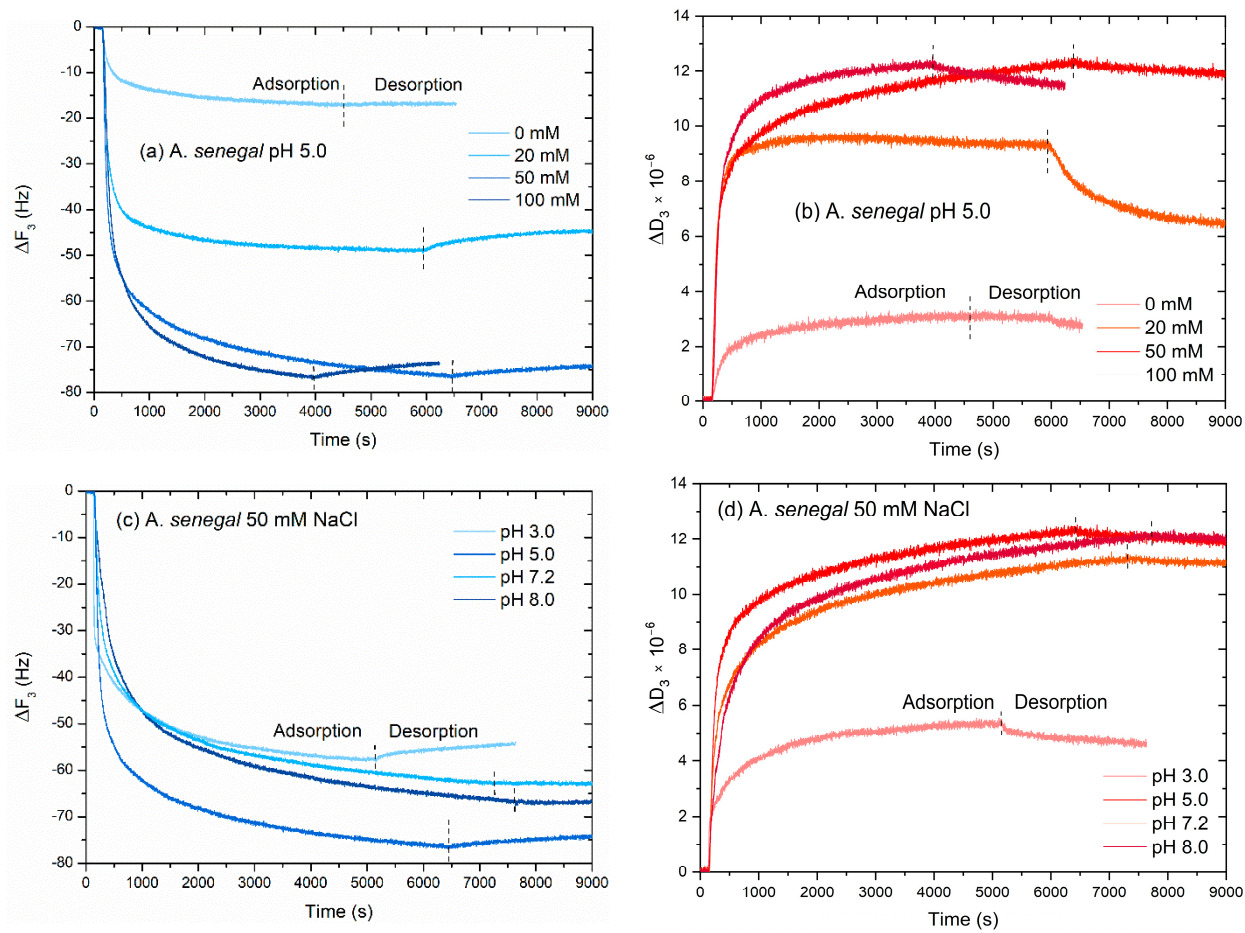 0
-10
-20
-30
-40
-50
-60
-70
-80
ΔF₃ (Hz)
Adsorption Desorption
(a) A. senegal pH 5.0
0 mM
20 mM
50 mM
100 mM
0 1000 2000 3000 4000 5000 6000 7000 8000 9000
Time (s)
14
12
10
8
6
4
2
0
ΔD₃ × 10⁻⁶
(b) A. senegal pH 5.0
Adsorption Desorption
0 mM
20 mM
50 mM
100 mM
0 1000 2000 3000 4000 5000 6000 7000 8000 9000
Time (s)
0
-10
-20
-30
-40
-50
-60
-70
-80
ΔF₃ (Hz)
(c) A. senegal 50 mM NaCl
pH 3.0
pH 5.0
pH 7.2
pH 8.0
Adsorption Desorption
0 1000 2000 3000 4000 5000 6000 7000 8000 9000
Time (s)
14
12
10
8
6
4
2
0
ΔD₃ × 10⁻⁶
(d) A. senegal 50 mM NaCl
Adsorption Desorption
pH 3.0
pH 5.0
pH 7.2
pH 8.0
0 1000 2000 3000 4000 5000 6000 7000 8000 9000
Time (s)